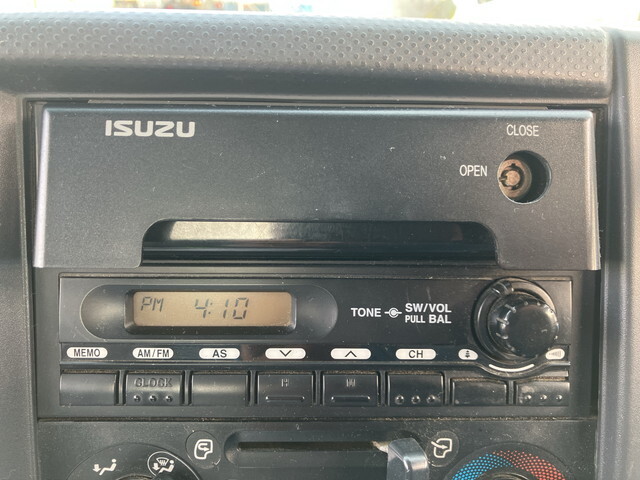 ISUZU
CLOSE
OPEN
PM 4:10
TONE SW/VOL
PULL BAL
MEMO AM/FM AS CH
CLOCK H M